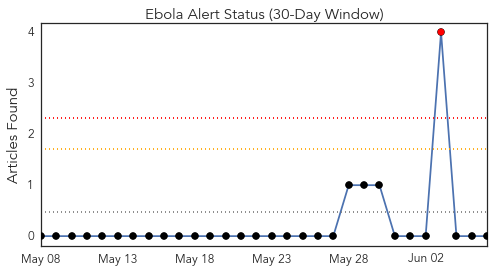 Ebola Alert Status (30-Day Window)
Articles Found
4
3
2
1
0
May 08
May 13
May 18
May 23
May 28
Jun 02